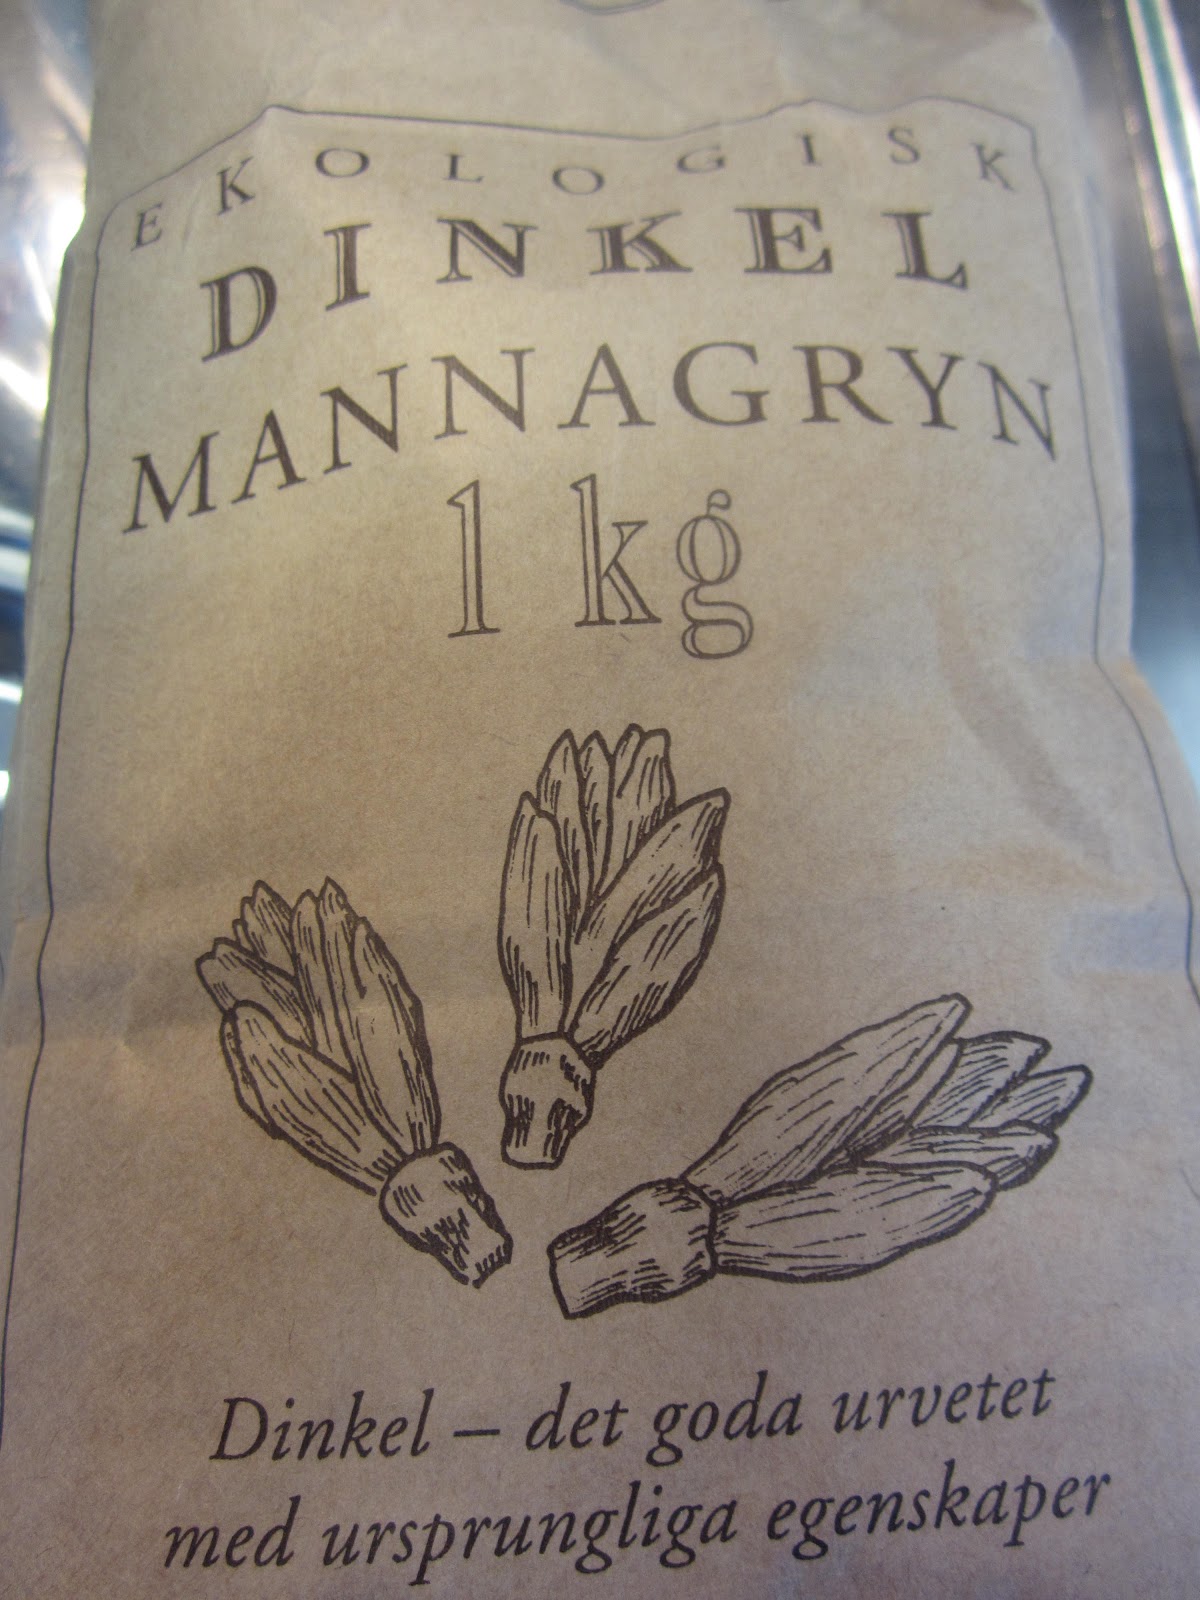 EKOLOGISK
DINKEL
MANNAGRYN
1 kg
Dinkel – det goda urvetet
med ursprungliga egenskaper